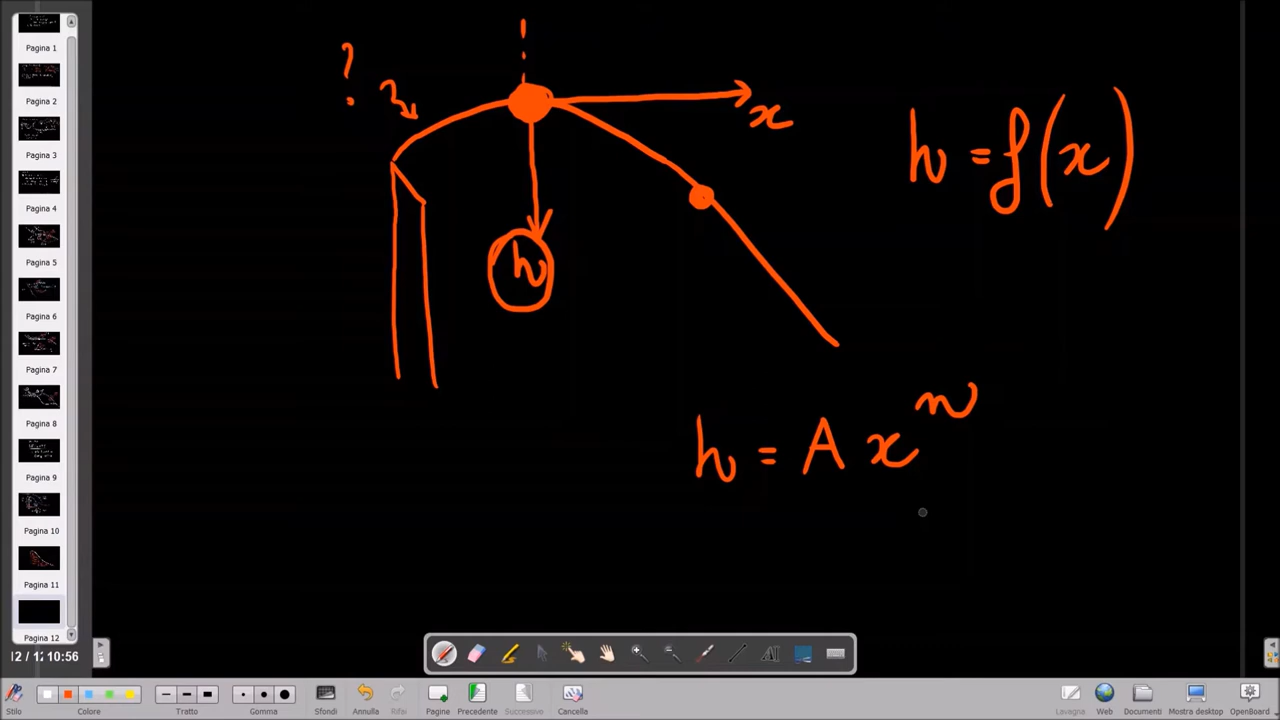 Pagina 1
Pagina 2
Pagina 3
Pagina 4
Pagina 5
Pagina 6
Pagina 7
Pagina 8
Pagina 9
Pagina 10
Pagina 11
Pagina 12
?
x
h
h = f(x)
h = A x^n
10:56
Stilo
Colore
Tratto
Gomma
Sfondi
Annulla
Rifai
Pagine
Precedente
Successivo
Cancella
Lavagna
Web
Documenti
Mostra desktop
OpenBoard